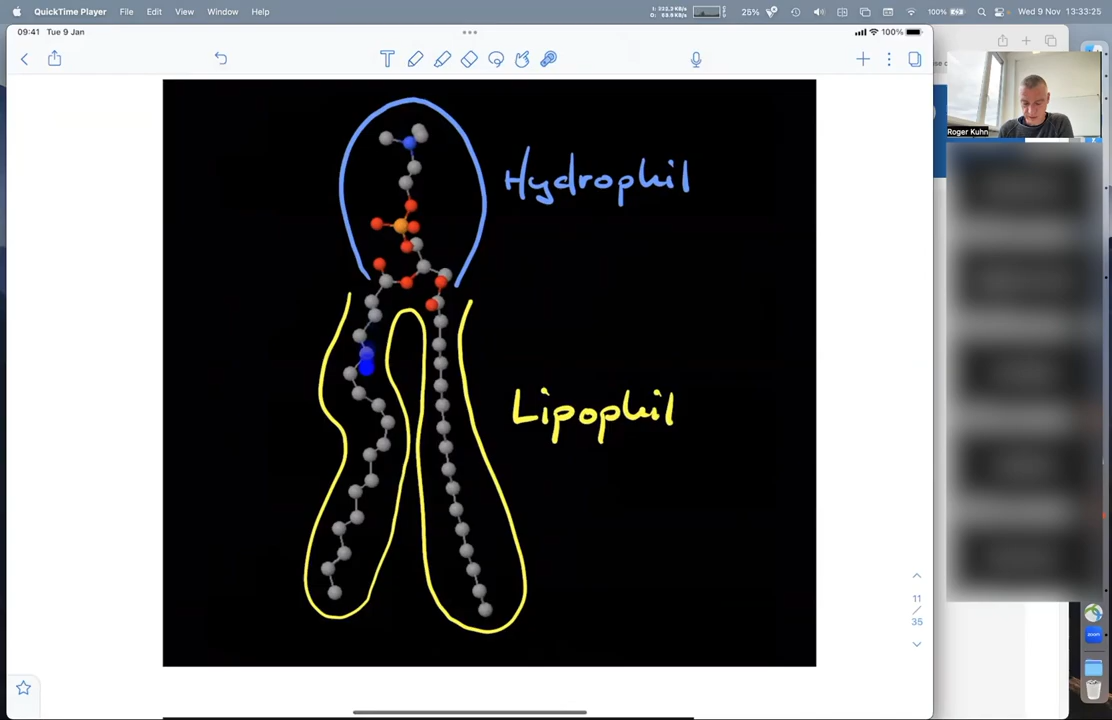 QuickTime Player File Edit View Window Help
25%
100%
Wed 9 Nov 13:33:25
09:41 Tue 9 Jan
100%
Roger Kuhn
Hydrophil
Lipophil
11
/
35
zoom